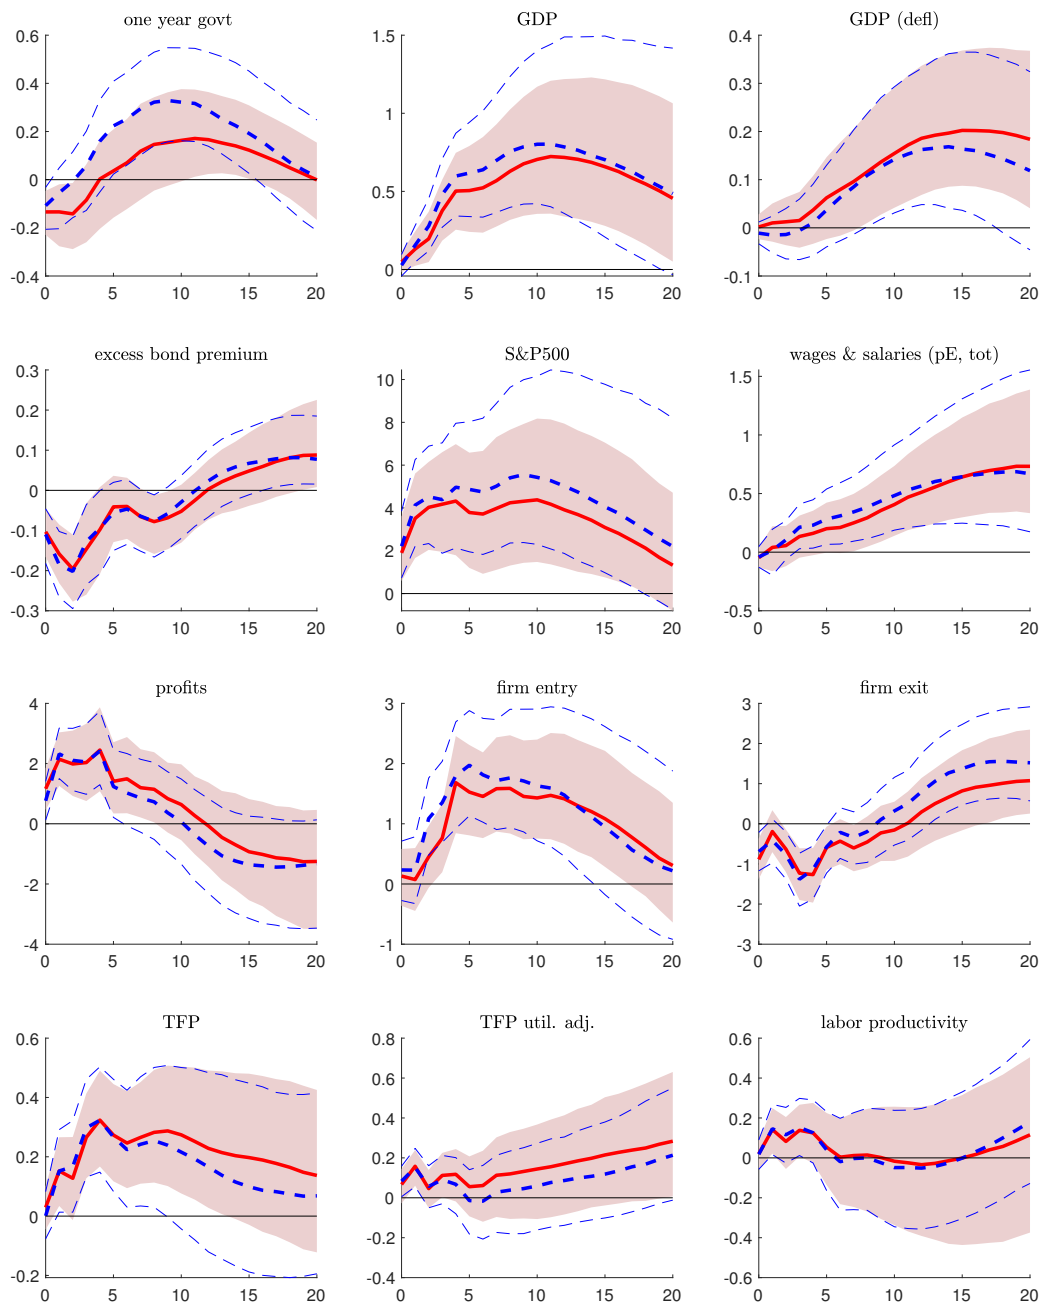 one year govt
0.6
0.4
0.2
0
-0.2
-0.4
0 5 10 15 20
GDP
1.5
1
0.5
0
0 5 10 15 20
GDP (defl)
0.4
0.3
0.2
0.1
0
-0.1
0 5 10 15 20
excess bond premium
0.3
0.2
0.1
0
-0.1
-0.2
-0.3
0 5 10 15 20
S&P500
10
8
6
4
2
0
0 5 10 15 20
wages & salaries (pE, tot)
1.5
1
0.5
0
-0.5
0 5 10 15 20
profits
4
2
0
-2
-4
0 5 10 15 20
firm entry
3
2
1
0
-1
0 5 10 15 20
firm exit
3
2
1
0
-1
-2
-3
0 5 10 15 20
TFP
0.6
0.4
0.2
0
-0.2
0 5 10 15 20
TFP util. adj.
0.8
0.6
0.4
0.2
0
-0.2
-0.4
0 5 10 15 20
labor productivity
0.6
0.4
0.2
0
-0.2
-0.4
-0.6
0 5 10 15 20